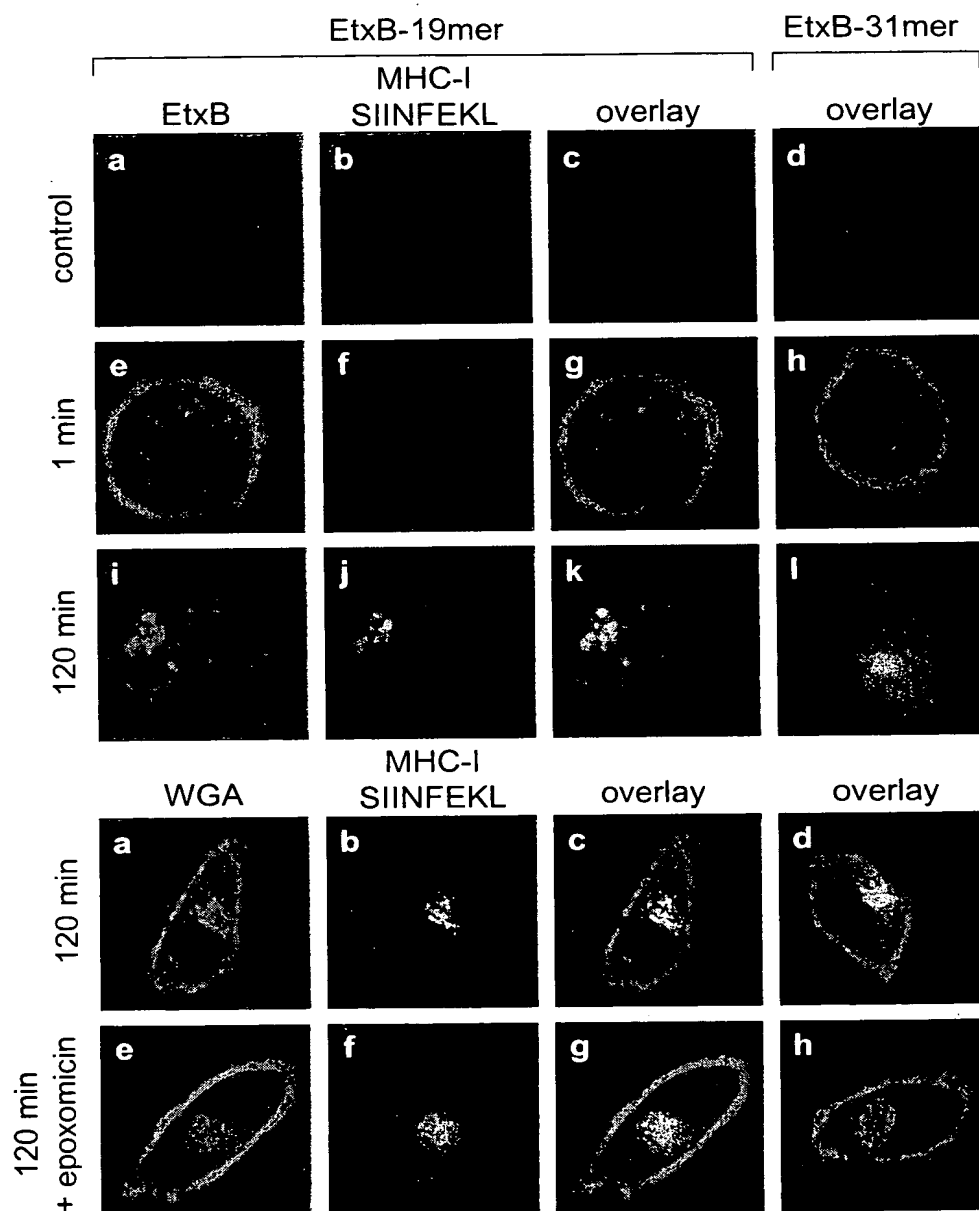 EtxB-19mer
EtxB-31mer
EtxB
MHC-I
SIINFEKL
overlay
overlay
control
a
b
c
d
1 min
e
f
g
h
120 min
i
j
k
l
WGA
MHC-I
SIINFEKL
overlay
overlay
120 min
a
b
c
d
120 min
+ epoxomicin
e
f
g
h